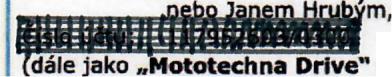 nebo Janem Hrubým,
(dále jako „Mototechna Drive"